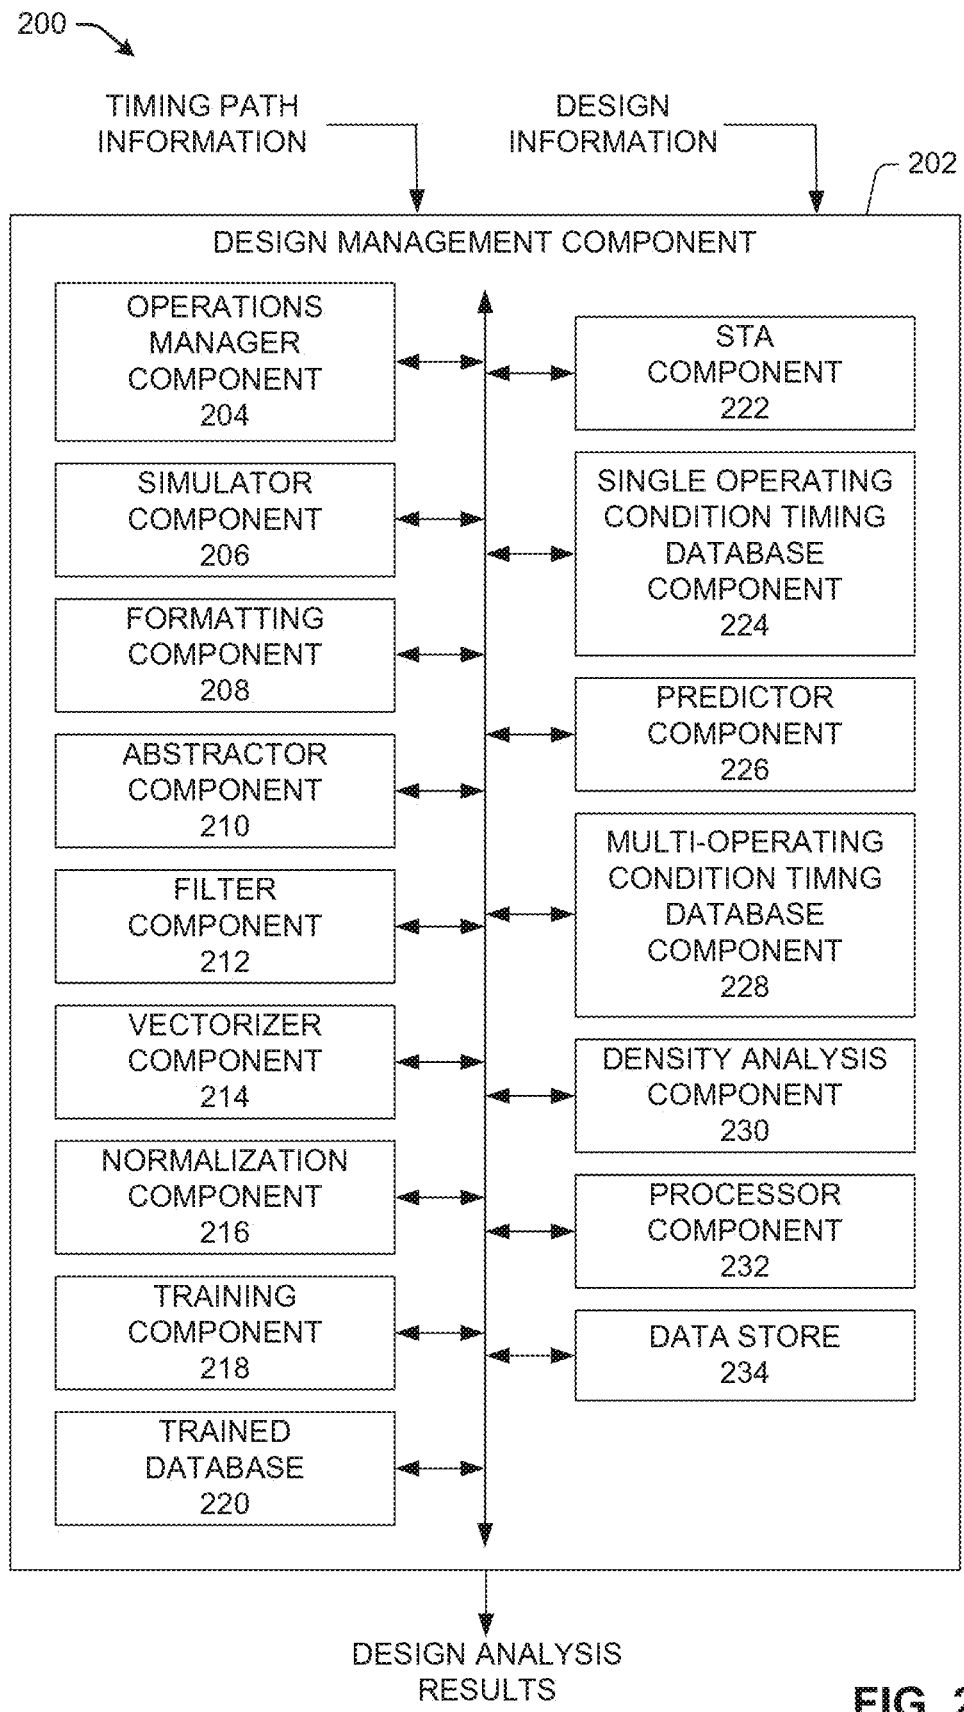 200
TIMING PATH
INFORMATION
DESIGN
INFORMATION
202
DESIGN MANAGEMENT COMPONENT
OPERATIONS
MANAGER
COMPONENT
204
SIMULATOR
COMPONENT
206
FORMATTING
COMPONENT
208
ABSTRACTOR
COMPONENT
210
FILTER
COMPONENT
212
VECTORIZER
COMPONENT
214
NORMALIZATION
COMPONENT
216
TRAINING
COMPONENT
218
TRAINED
DATABASE
220
STA
COMPONENT
222
SINGLE OPERATING
CONDITION TIMING
DATABASE
COMPONENT
224
PREDICTOR
COMPONENT
226
MULTI-OPERATING
CONDITION TIMNG
DATABASE
COMPONENT
228
DENSITY ANALYSIS
COMPONENT
230
PROCESSOR
COMPONENT
232
DATA STORE
234
DESIGN ANALYSIS
RESULTS
FIG. 2